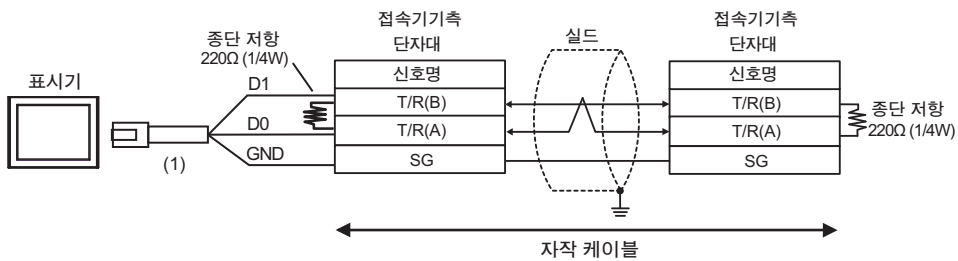 표시기
(1)
종단 저항
220Ω (1/4W)
D1
D0
GND
접속기기측
단자대
신호명
T/R(B)
T/R(A)
SG
실드
접속기기측
단자대
신호명
T/R(B)
T/R(A)
SG
종단 저항
220Ω (1/4W)
자작 케이블